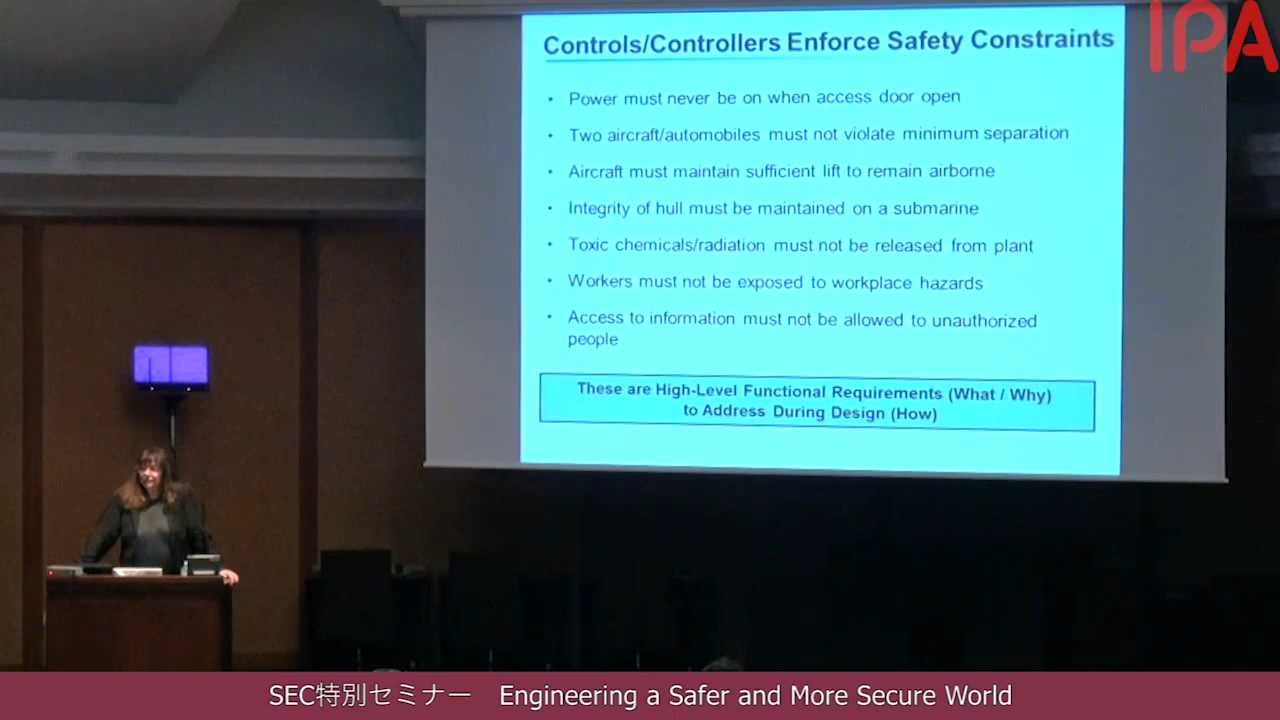 IPA
Controls/Controllers Enforce Safety Constraints
• Power must never be on when access door open
• Two aircraft/automobiles must not violate minimum separation
• Aircraft must maintain sufficient lift to remain airborne
• Integrity of hull must be maintained on a submarine
• Toxic chemicals/radiation must not be released from plant
• Workers must not be exposed to workplace hazards
• Access to information must not be allowed to unauthorized
people
These are High-Level Functional Requirements (What / Why)
to Address During Design (How)
SEC特別セミナー Engineering a Safer and More Secure World